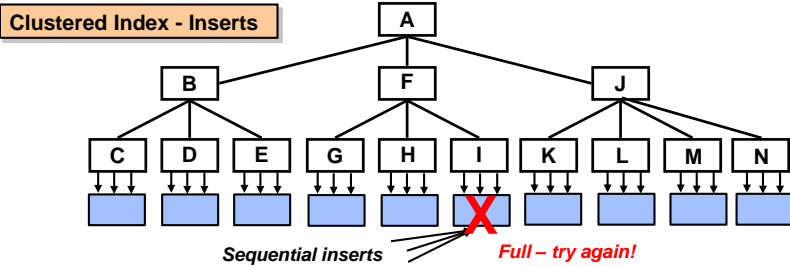 Clustered Index - Inserts
A
B F J
C D E G H I K L M N
X
Sequential inserts Full – try again!